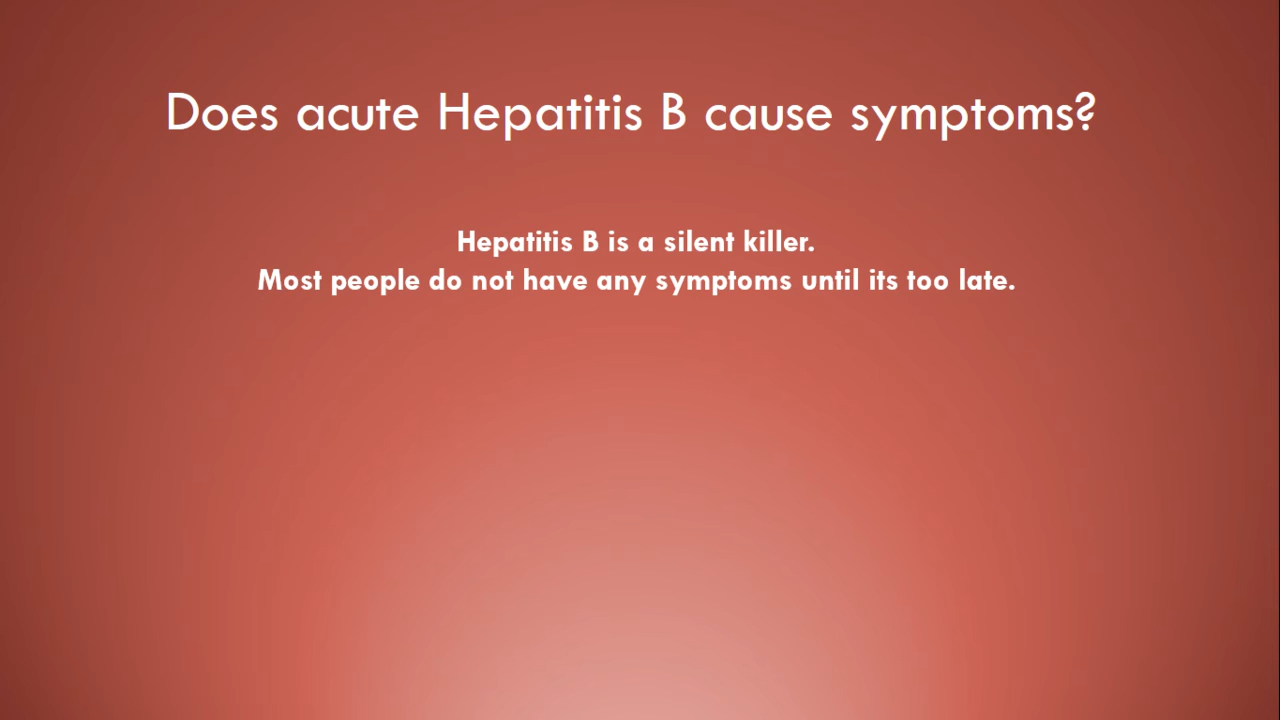 Does acute Hepatitis B cause symptoms?
Hepatitis B is a silent killer.
Most people do not have any symptoms until its too late.